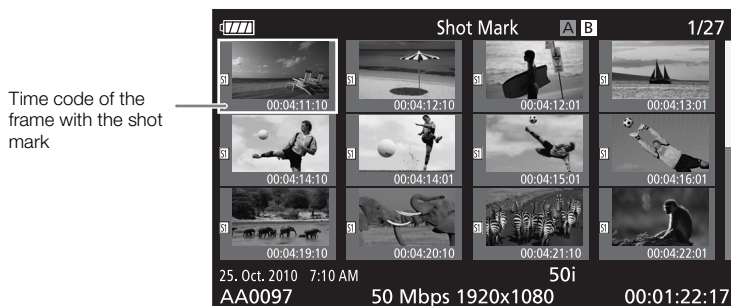 Shot Mark A B 1/27
Time code of the
frame with the shot
mark
S1 S1 S1 S1
00:04:11:10 00:04:12:10 00:04:12:01 00:04:13:01
S1 S1 S1 S1
00:04:14:10 00:04:14:01 00:04:15:01 00:04:16:01
S1 S1 S1 S1
00:04:19:10 00:04:20:10 00:04:21:10 00:04:22:01
25. Oct. 2010 7:10 AM 50i
AA0097 50 Mbps 1920x1080 00:01:22:17